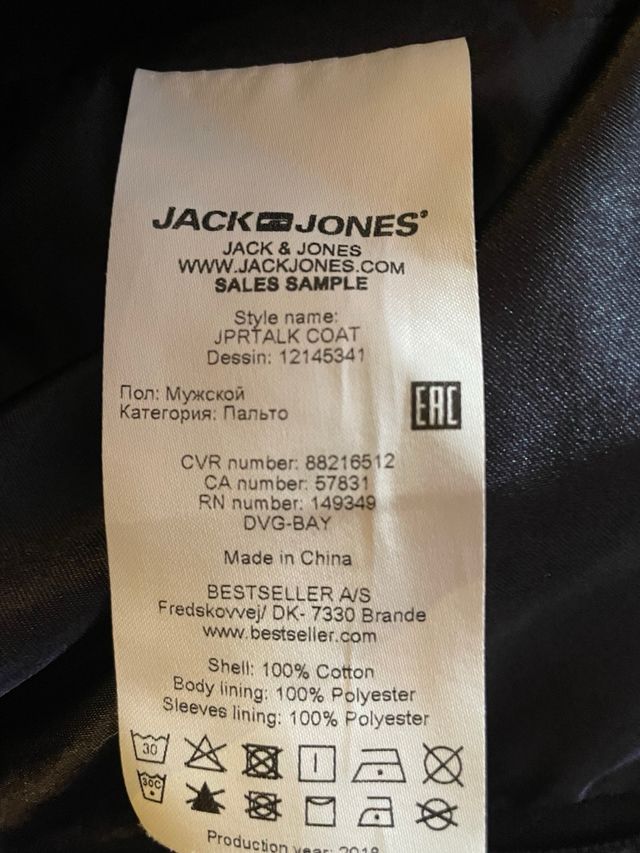 JACK JONES®
JACK & JONES
WWW.JACKJONES.COM
SALES SAMPLE
Style name:
JPRTALK COAT
Dessin: 12145341
Пол: Мужской
Категория: Пальто
EAC
CVR number: 88216512
CA number: 57831
RN number: 149349
DVG-BAY
Made in China
BESTSELLER A/S
Fredskovvej/ DK- 7330 Brande
www.bestseller.com
Shell: 100% Cotton
Body lining: 100% Polyester
Sleeves lining: 100% Polyester
30
30C
Production year: 2018